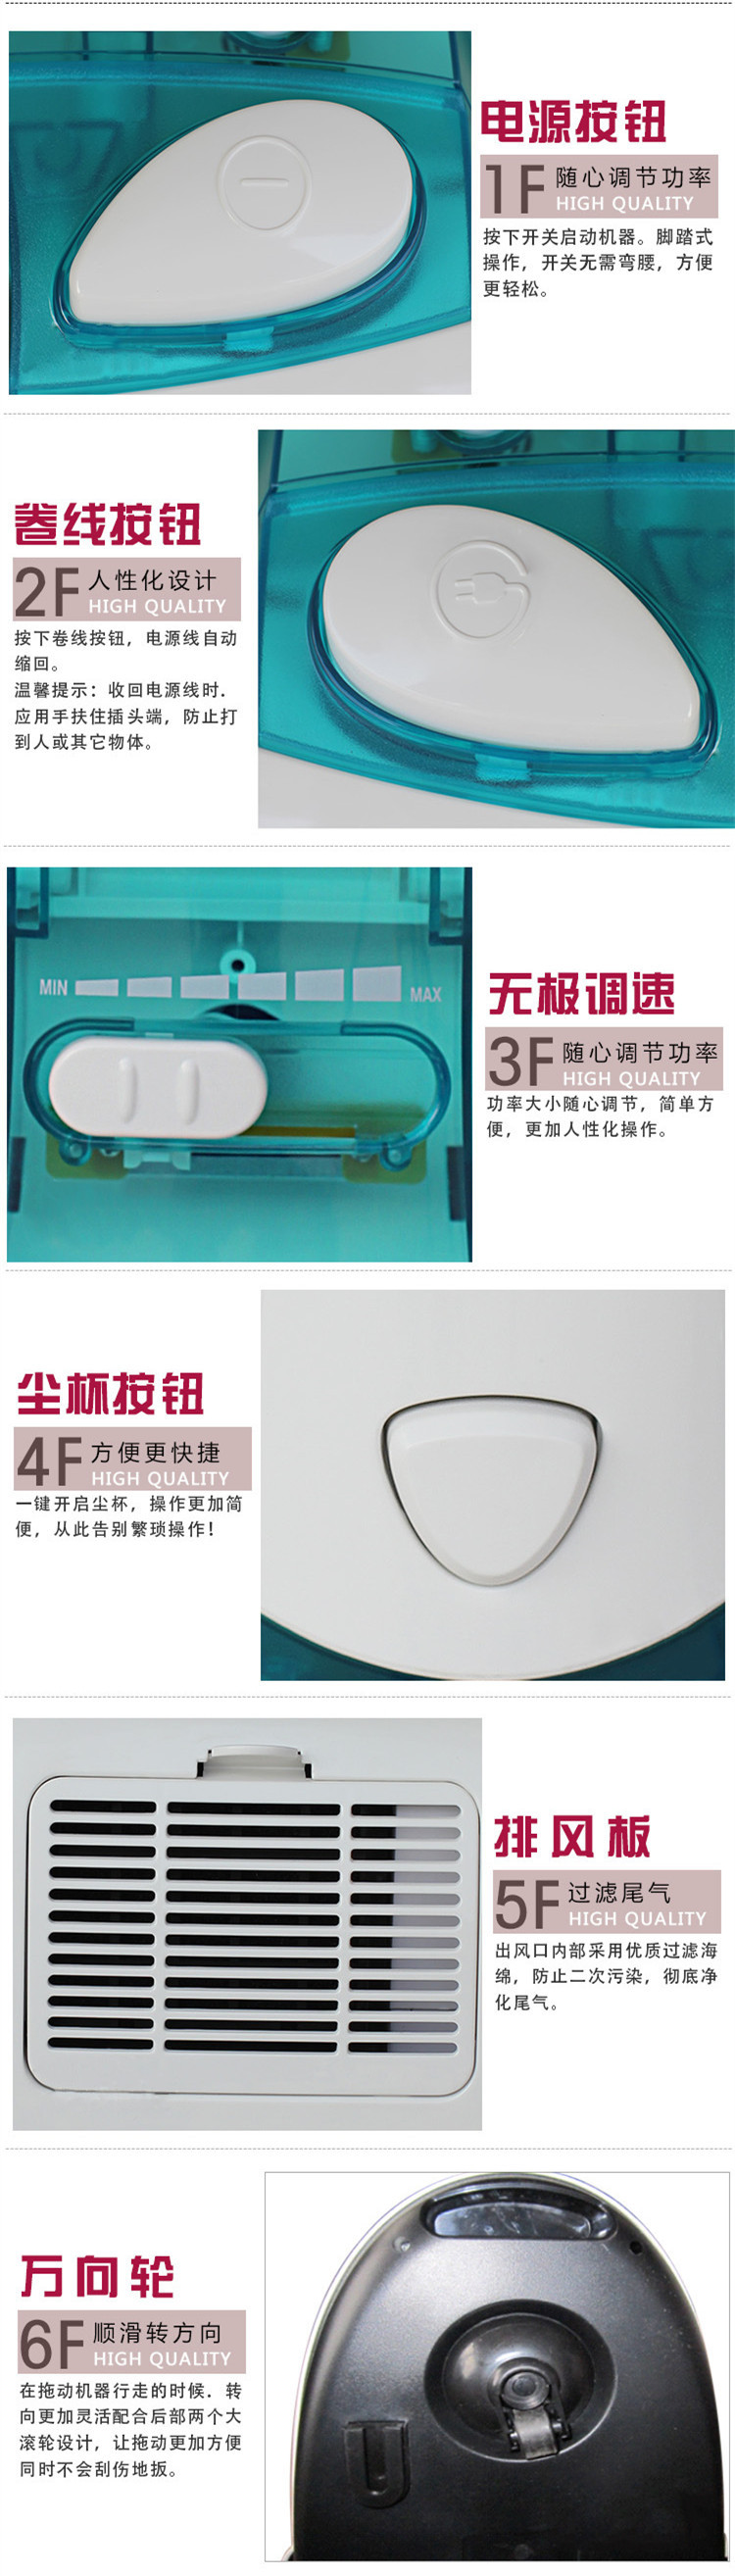 电源按钮
1F 随心调节功率
HIGH QUALITY
按下开关启动机器。脚踏式
操作，开关无需弯腰，方便
更轻松。
卷线按钮
2F 人性化设计
HIGH QUALITY
按下卷线按钮，电源线自动
缩回。
温馨提示：收回电源线时.
应用手扶住插头端，防止打
到人或其它物体。
MIN
MAX
无极调速
3F 随心调节功率
HIGH QUALITY
功率大小随心调节，简单方
便，更加人性化操作。
尘杯按钮
4F 方便更快捷
HIGH QUALITY
一键开启尘杯，操作更加简
便，从此告别繁琐操作！
排风板
5F 过滤尾气
HIGH QUALITY
出风口内部采用优质过滤海
绵，防止二次污染，彻底净
化尾气。
万向轮
6F 顺滑转方向
HIGH QUALITY
在拖动机器行走的时候．转
向更加灵活配合后部两个大
滚轮设计，让拖动更加方便
同时不会刮伤地扳。